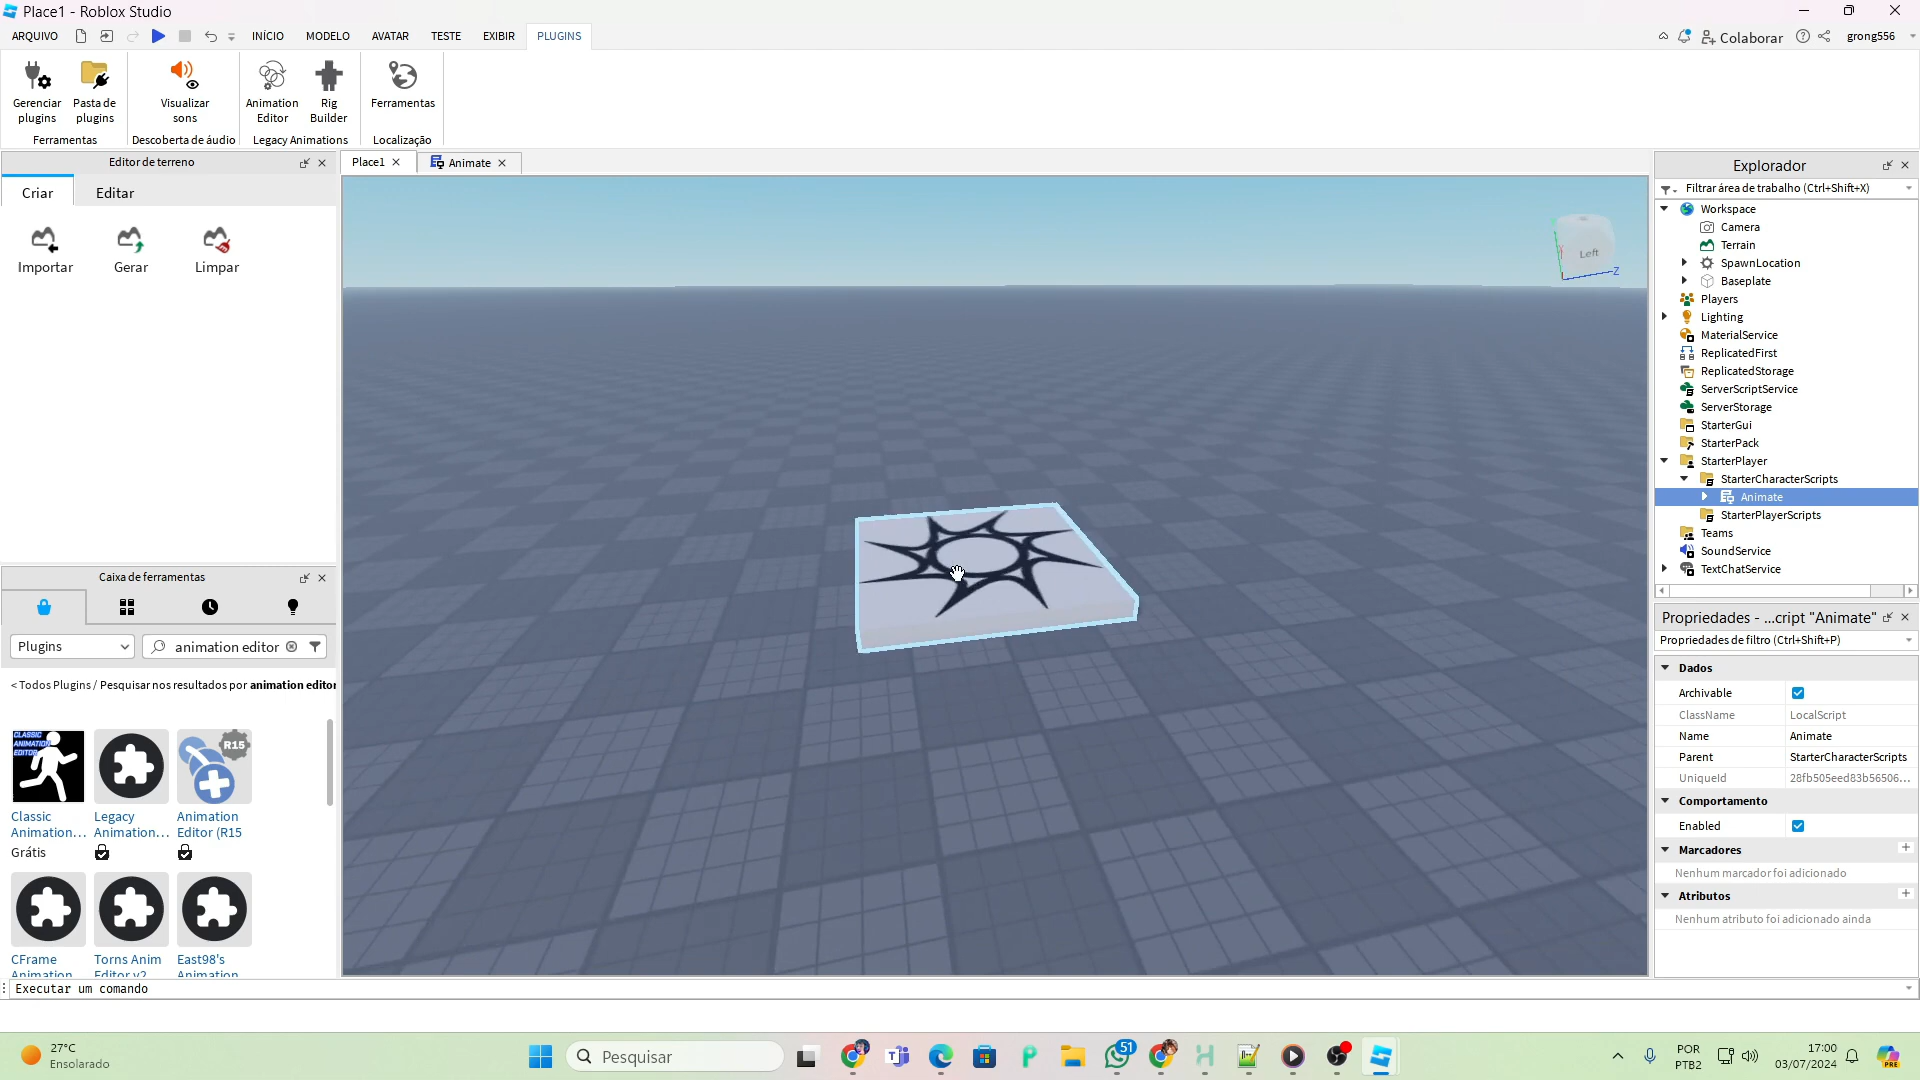 Place1 - Roblox Studio
ARQUIVO INÍCIO MODELO AVATAR TESTE EXIBIR PLUGINS
Colaborar grong556
Gerenciar plugins
Pasta de plugins
Visualizar sons
Animation Editor
Rig Builder
Ferramentas
Ferramentas Descoberta de áudio Legacy Animations Localização
Editor de terreno
Criar Editar
Importar Gerar Limpar
Caixa de ferramentas
Plugins animation editor
< Todos Plugins / Pesquisar nos resultados por animation editor
CLASSIC ANIMATION EDITOR
R15
Classic Animation...
Legacy Animation...
Animation Editor (R15
Grátis
CFrame Animation
Torns Anim Editor v2
East98's Animation
Place1 Animate
Left
Z
Explorador
Filtrar área de trabalho (Ctrl+Shift+X)
Workspace
Camera
Terrain
SpawnLocation
Baseplate
Players
Lighting
MaterialService
ReplicatedFirst
ReplicatedStorage
ServerScriptService
ServerStorage
StarterGui
StarterPack
StarterPlayer
StarterCharacterScripts
Animate
StarterPlayerScripts
Teams
SoundService
TextChatService
Propriedades - ...cript "Animate"
Propriedades de filtro (Ctrl+Shift+P)
Dados
Archivable
ClassName LocalScript
Name Animate
Parent StarterCharacterScripts
UniqueId 28fb505eed83b56506...
Comportamento
Enabled
Marcadores
Nenhum marcador foi adicionado
Atributos
Nenhum atributo foi adicionado ainda
Executar um comando
27°C
Ensolarado
Pesquisar
51
POR
PTB2
17:00
03/07/2024
PRE